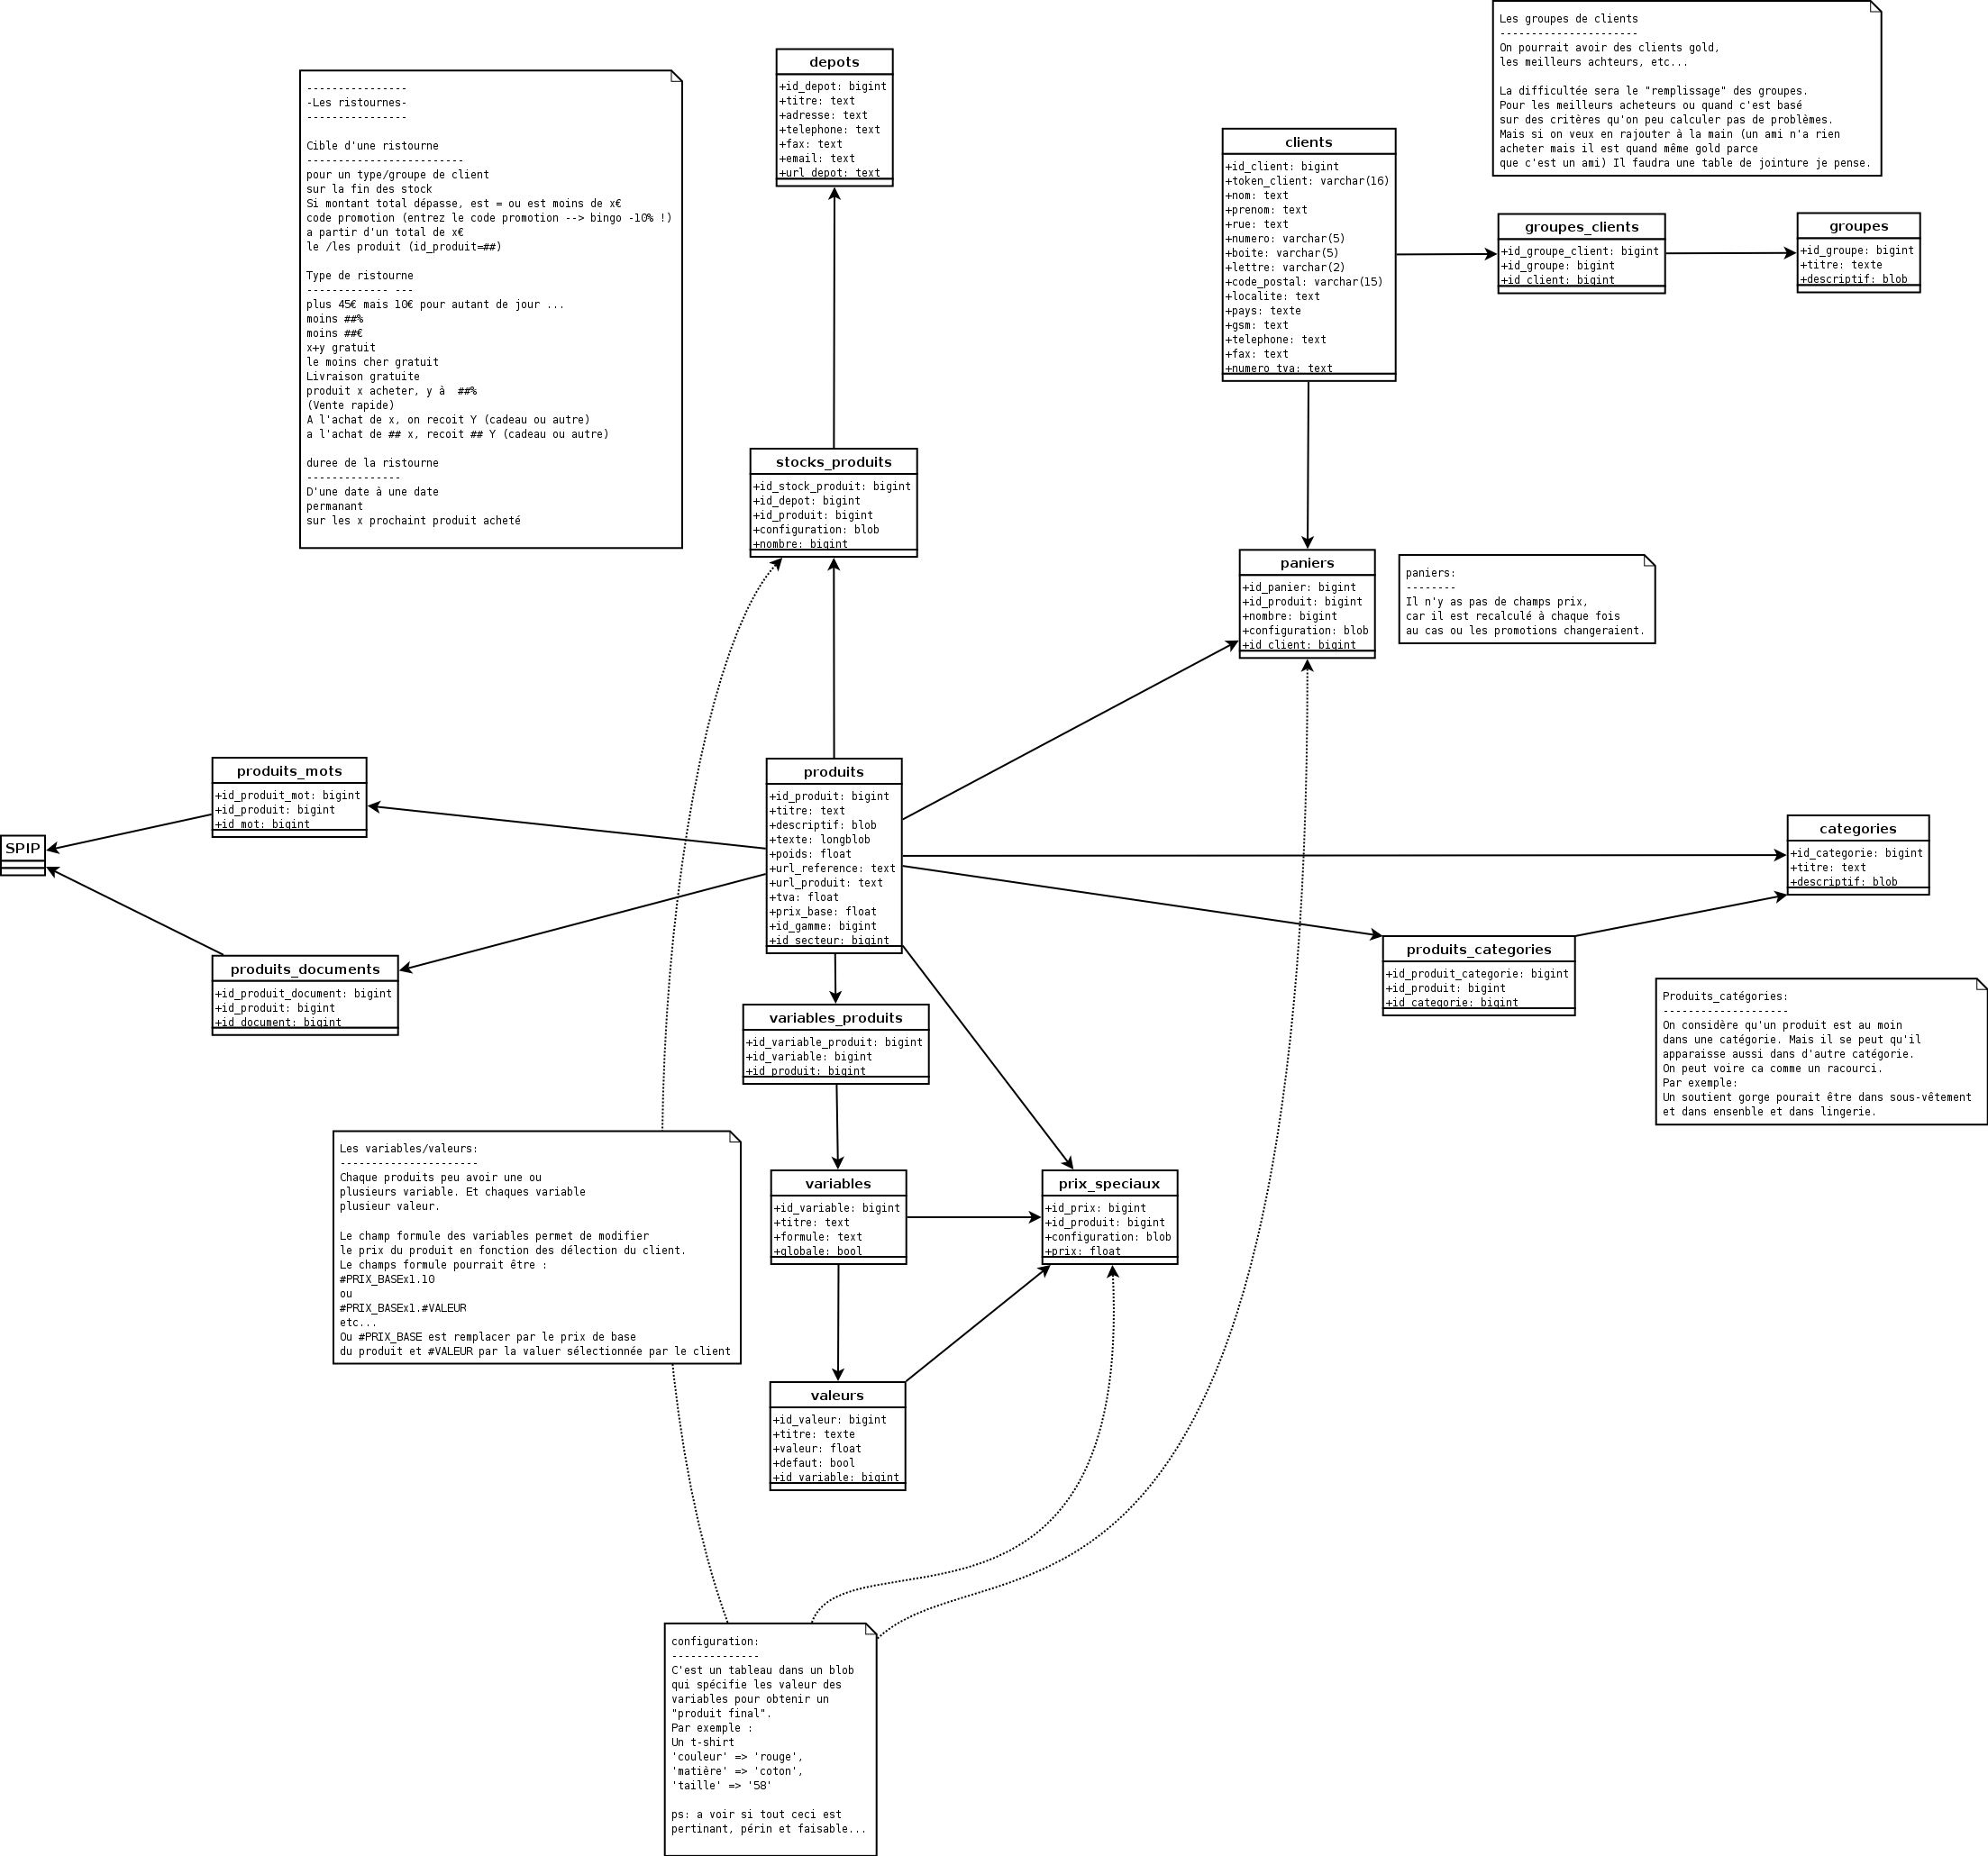 Les groupes de clients
----------------------
On pourrait avoir des clients gold,
les meilleurs achteurs, etc...
La difficultée sera le "remplissage" des groupes.
Pour les meilleurs acheteurs ou quand c'est basé
sur des critères qu'on peu calculer pas de problèmes.
Mais si on veux en rajouter à la main (un ami n'a rien
acheter mais il est quand même gold parce
que c'est un ami) Il faudra une table de jointure je pense.
depots
+id_depot: bigint
+titre: text
+adresse: text
+telephone: text
+fax: text
+email: text
+url_depot: text
----------------
-Les ristournes-
----------------
Cible d'une ristourne
-------------------------
pour un type/groupe de client
sur la fin des stock
Si montant total dépasse, est = ou est moins de x€
code promotion (entrez le code promotion --> bingo -10% !)
a partir d'un total de x€
le /les produit (id_produit=##)
Type de ristourne
------------- ---
plus 45€ mais 10€ pour autant de jour ...
moins ##%
moins ##€
x+y gratuit
le moins cher gratuit
Livraison gratuite
produit x acheter, y à  ##%
(Vente rapide)
A l'achat de x, on recoit Y (cadeau ou autre)
a l'achat de ## x, recoit ## Y (cadeau ou autre)
duree de la ristourne
---------------
D'une date à une date
permanant
sur les x prochaint produit acheté
clients
+id_client: bigint
+token_client: varchar(16)
+nom: text
+prenom: text
+rue: text
+numero: varchar(5)
+boite: varchar(5)
+lettre: varchar(2)
+code_postal: varchar(15)
+localite: text
+pays: texte
+gsm: text
+telephone: text
+fax: text
+numero_tva: text
groupes_clients
+id_groupe_client: bigint
+id_groupe: bigint
+id_client: bigint
groupes
+id_groupe: bigint
+titre: texte
+descriptif: blob
stocks_produits
+id_stock_produit: bigint
+id_depot: bigint
+id_produit: bigint
+configuration: blob
+nombre: bigint
paniers
+id_panier: bigint
+id_produit: bigint
+nombre: bigint
+configuration: blob
+id_client: bigint
paniers:
--------
Il n'y as pas de champs prix,
car il est recalculé à chaque fois
au cas ou les promotions changeraient.
produits_mots
+id_produit_mot: bigint
+id_produit: bigint
+id_mot: bigint
SPIP
produits_documents
+id_produit_document: bigint
+id_produit: bigint
+id_document: bigint
produits
+id_produit: bigint
+titre: text
+descriptif: blob
+texte: longblob
+poids: float
+url_reference: text
+url_produit: text
+tva: float
+prix_base: float
+id_gamme: bigint
+id_secteur: bigint
categories
+id_categorie: bigint
+titre: text
+descriptif: blob
produits_categories
+id_produit_categorie: bigint
+id_produit: bigint
+id_categorie: bigint
Produits_catégories:
--------------------
On considère qu'un produit est au moin
dans une catégorie. Mais il se peut qu'il
apparaisse aussi dans d'autre catégorie.
On peut voire ca comme un racourci.
Par exemple:
Un soutient gorge pourait être dans sous-vêtement
et dans ensenble et dans lingerie.
variables_produits
+id_variable_produit: bigint
+id_variable: bigint
+id_produit: bigint
Les variables/valeurs:
----------------------
Chaque produits peu avoir une ou
plusieurs variable. Et chaques variable
plusieur valeur.
Le champ formule des variables permet de modifier
le prix du produit en fonction des délection du client.
Le champs formule pourrait être :
#PRIX_BASEx1.10
ou
#PRIX_BASEx1.#VALEUR
etc...
Ou #PRIX_BASE est remplacer par le prix de base
du produit et #VALEUR par la valuer sélectionnée par le client
variables
+id_variable: bigint
+titre: text
+formule: text
+globale: bool
prix_speciaux
+id_prix: bigint
+id_produit: bigint
+configuration: blob
+prix: float
valeurs
+id_valeur: bigint
+titre: texte
+valeur: float
+defaut: bool
+id_variable: bigint
configuration:
--------------
C'est un tableau dans un blob
qui spécifie les valeur des
variables pour obtenir un
"produit final".
Par exemple :
Un t-shirt
'couleur' => 'rouge',
'matière' => 'coton',
'taille' => '58'
ps: a voir si tout ceci est
pertinant, périn et faisable...